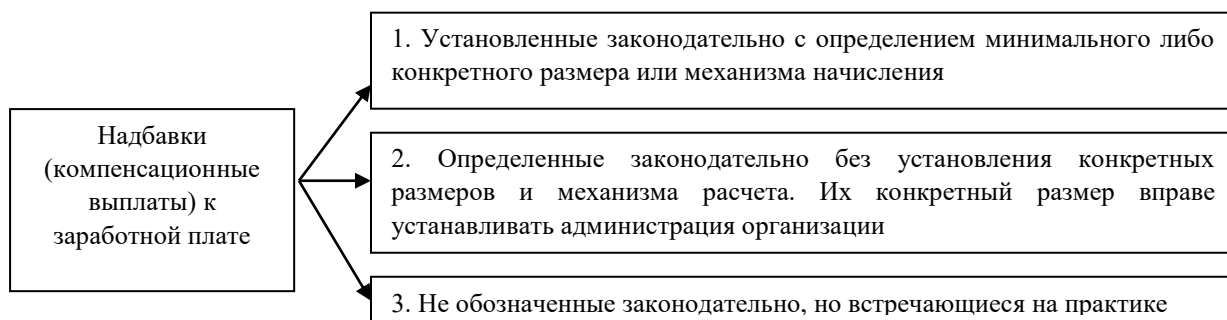 1. Установленные законодательно с определением минимального либо
конкретного размера или механизма начисления
Надбавки
(компенсационные
выплаты) к
заработной плате
2. Определенные законодательно без установления конкретных
размеров и механизма расчета. Их конкретный размер вправе
устанавливать администрация организации
3. Не обозначенные законодательно, но встречающиеся на практике